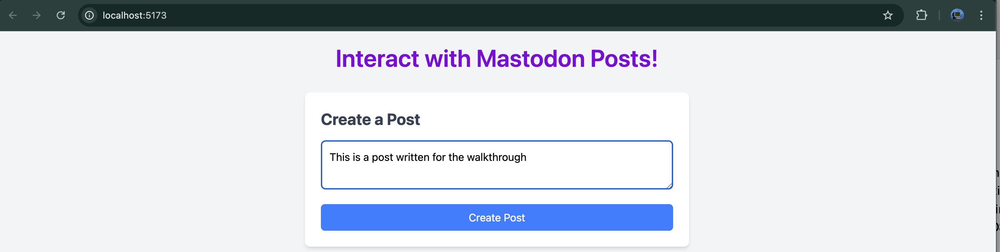 localhost:5173
Interact with Mastodon Posts!
Create a Post
This is a post written for the walkthrough
Create Post